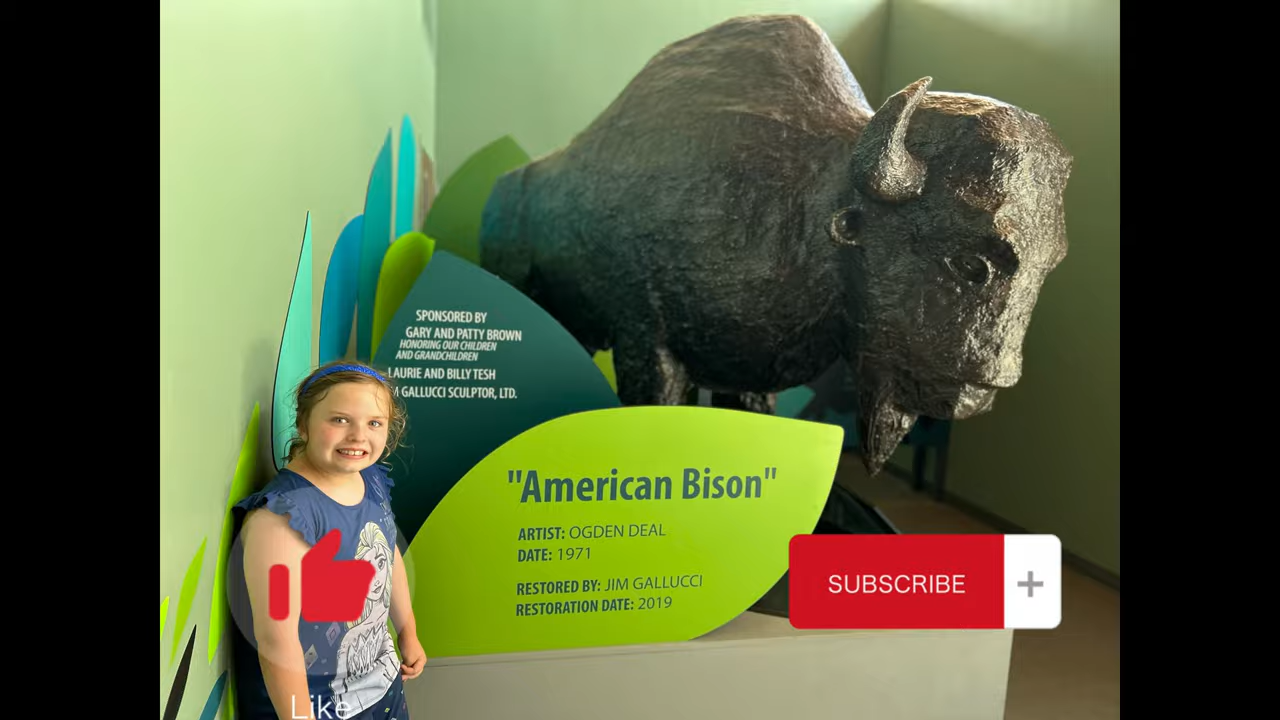 SPONSORED BY
GARY AND PATTY BROWN
HONORING OUR CHILDREN
AND GRANDCHILDREN
LAURIE AND BILLY TESH
M GALLUCCI SCULPTOR, LTD.
"American Bison"
ARTIST: OGDEN DEAL
DATE: 1971
RESTORED BY: JIM GALLUCCI
RESTORATION DATE: 2019
SUBSCRIBE +
Like